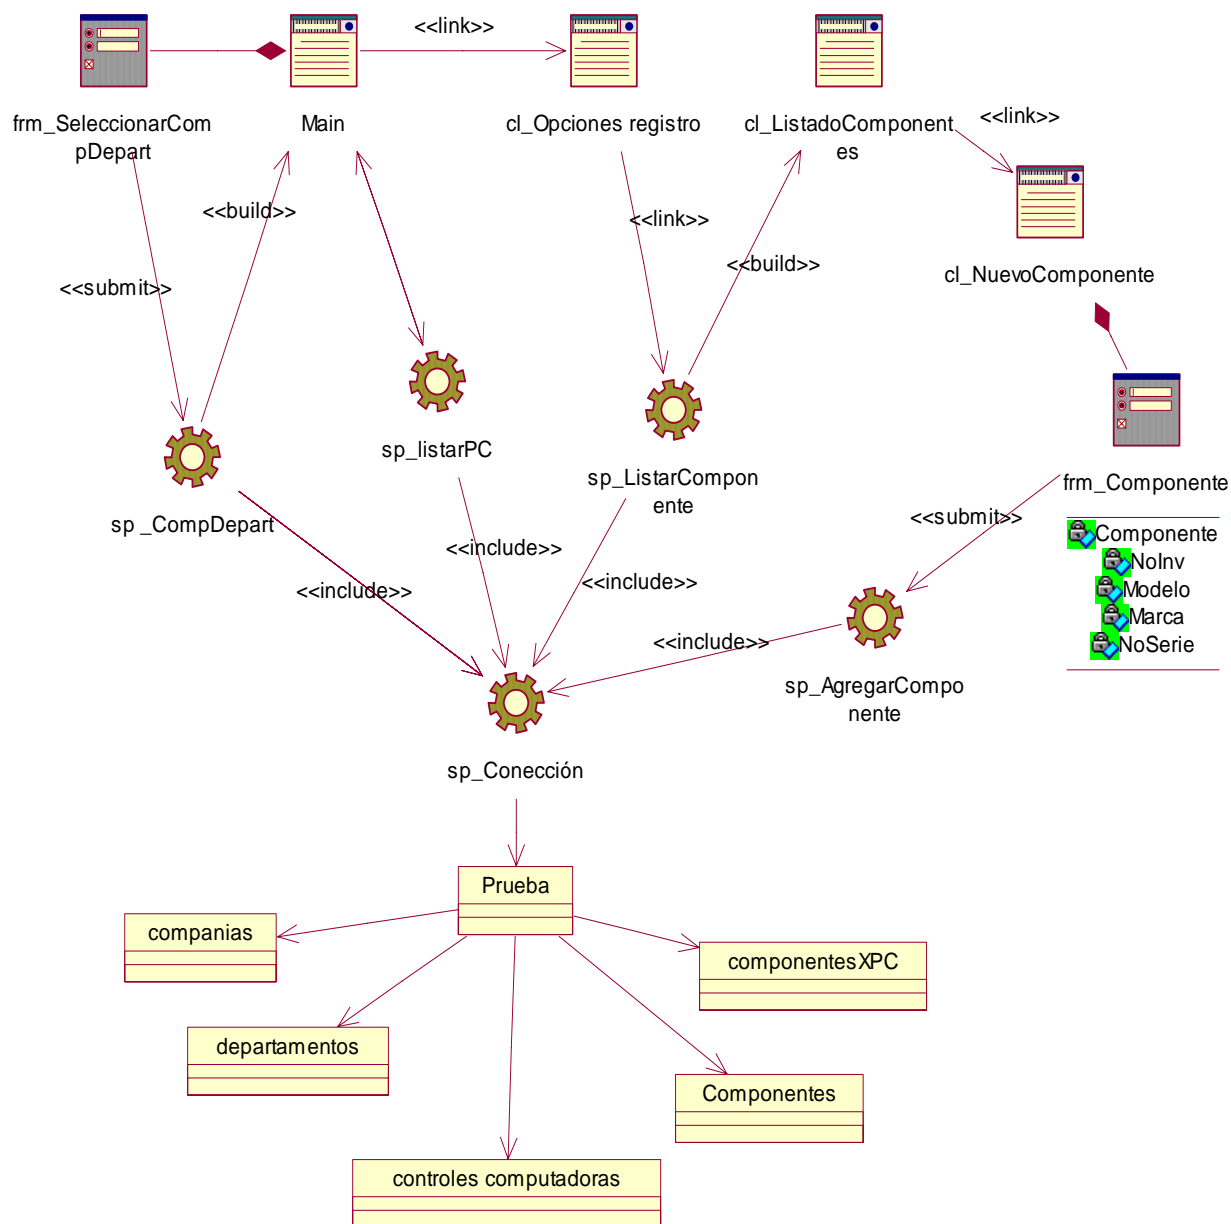 <<link>>
frm_SeleccionarCom
pDepart
Main
cl_Opciones registro
cl_ListadoComponent
es
<<link>>
<<build>>
<<link>>
<<build>>
cl_NuevoComponente
<<submit>>
sp_listarPC
sp_ListarCompon
ente
frm_Componente
sp _CompDepart
<<submit>>
Componente
NoInv
Modelo
Marca
NoSerie
<<include>>
<<include>>
<<include>>
<<include>>
sp_AgregarCompo
nente
sp_Conección
Prueba
companias
componentesXPC
departamentos
Componentes
controles computadoras